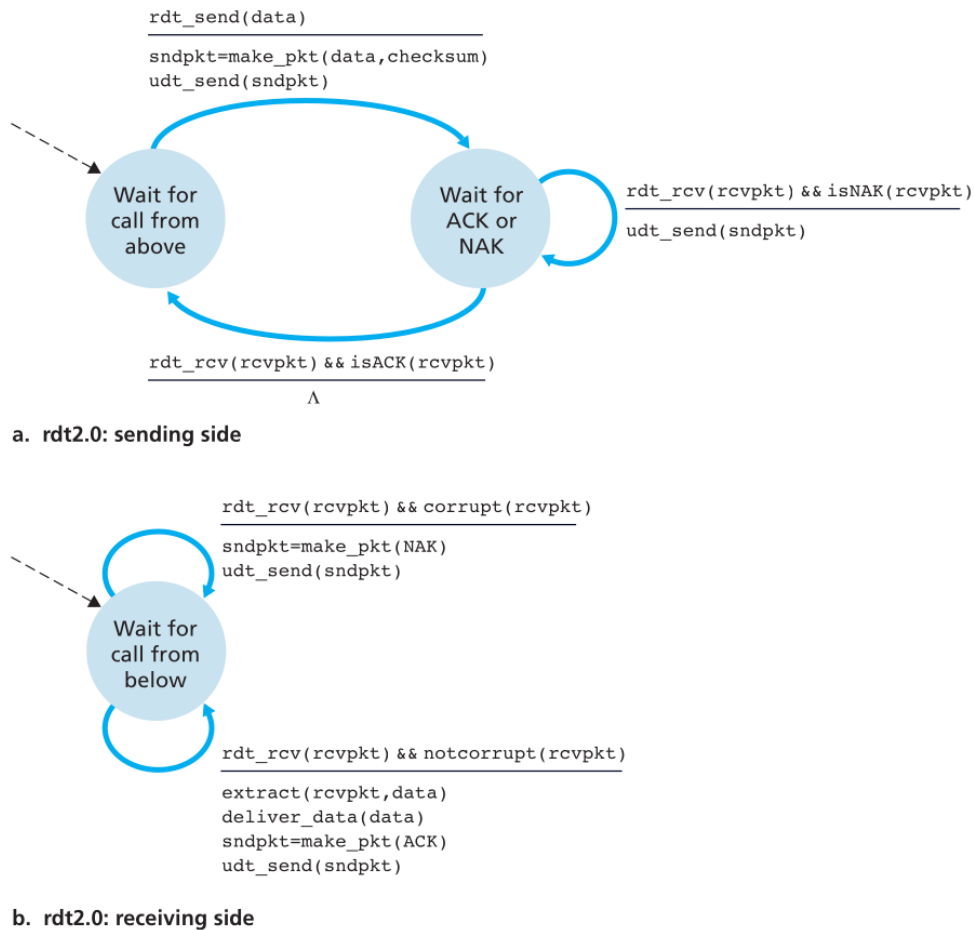 rdt_send(data)
sndpkt=make_pkt(data,checksum)
udt_send(sndpkt)
Wait for
call from
above
Wait for
ACK or
NAK
rdt_rcv(rcvpkt) && isNAK(rcvpkt)
udt_send(sndpkt)
rdt_rcv(rcvpkt) && isACK(rcvpkt)
Λ
a. rdt2.0: sending side
rdt_rcv(rcvpkt) && corrupt(rcvpkt)
sndpkt=make_pkt(NAK)
udt_send(sndpkt)
Wait for
call from
below
rdt_rcv(rcvpkt) && notcorrupt(rcvpkt)
extract(rcvpkt,data)
deliver_data(data)
sndpkt=make_pkt(ACK)
udt_send(sndpkt)
b. rdt2.0: receiving side